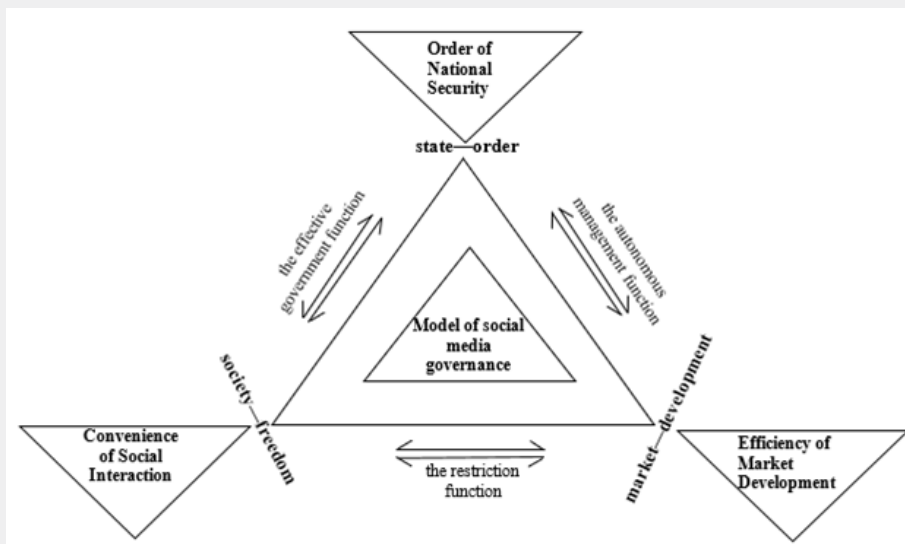 Order of
National
Security
state—order
the effective
government function
the autonomous
management function
Model of social
media
governance
society—freedom
market—development
Convenience
of Social
Interaction
the restriction
function
Efficiency of
Market
Development